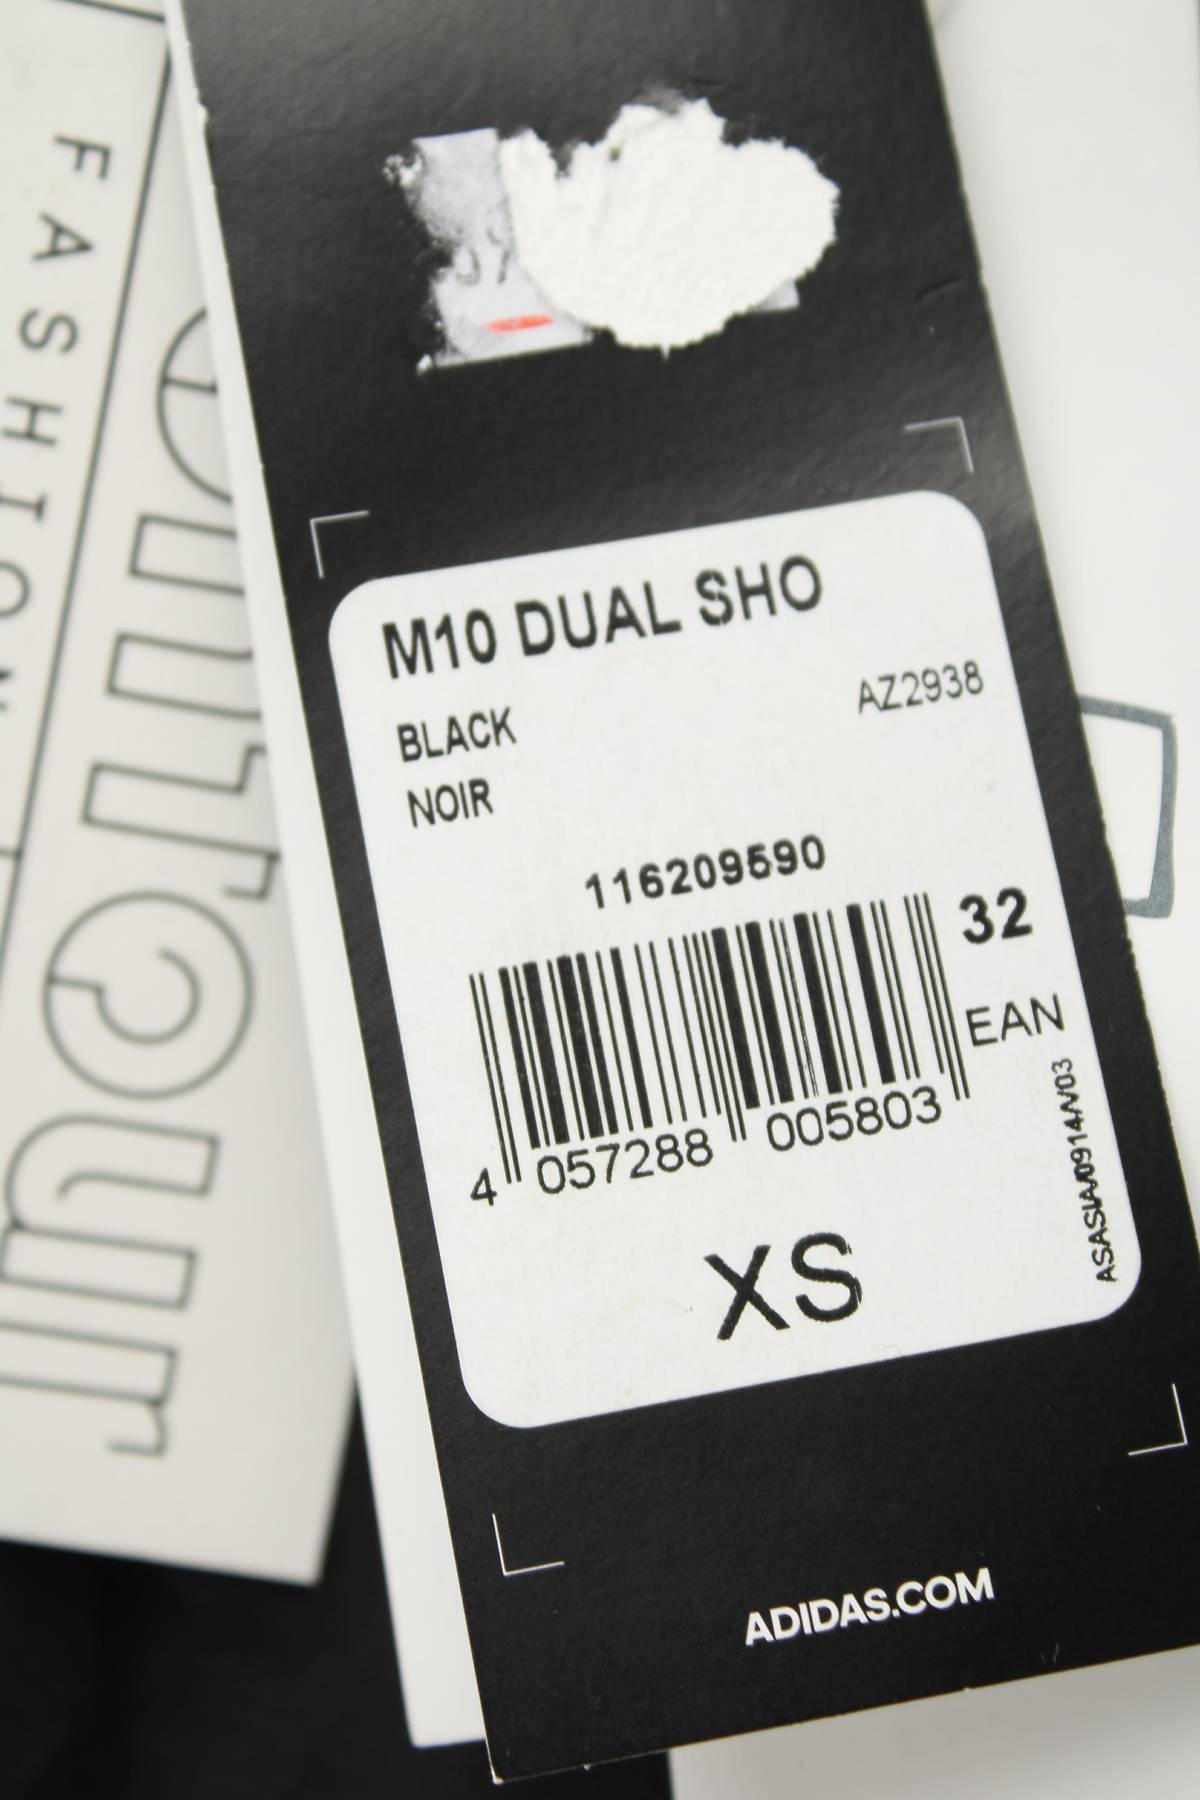 FASHION
M10 DUAL SHO
BLACK
AZ2938
NOIR
116209590
32
EAN
4 057288 005803
ASASIA/0914/V/03
XS
ADIDAS.COM